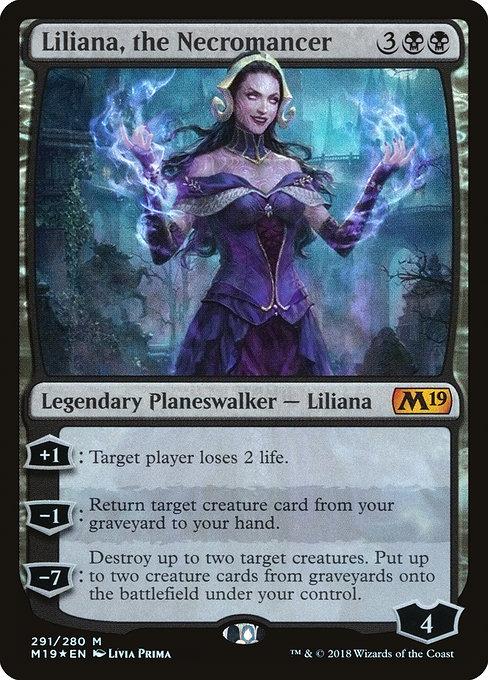 Liliana, the Necromancer 3
Legendary Planeswalker — Liliana M19
+1: Target player loses 2 life.
-1: Return target creature card from your
graveyard to your hand.
-7: Destroy up to two target creatures. Put up
to two creature cards from graveyards onto
the battlefield under your control.
4
291/280 M
M19★EN Livia Prima
™ & © 2018 Wizards of the Coast